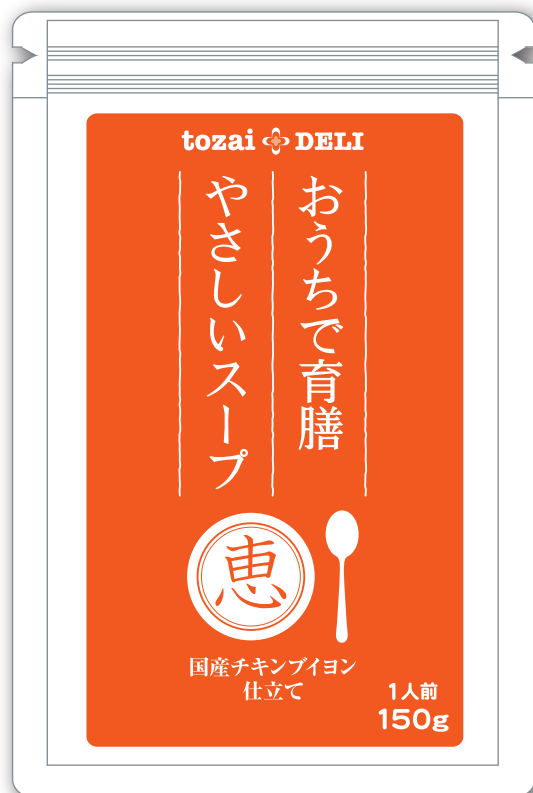 tozai DELI
おうちで育膳
やさしいスープ
恵
国産チキンブイヨン
仕立て
1人前
150g